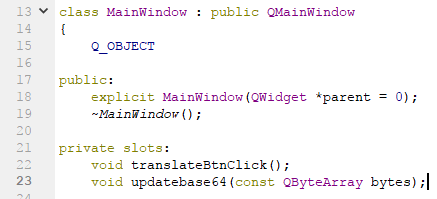 13 class MainWindow : public QMainWindow
14 {
15 Q_OBJECT
16
17 public:
18 explicit MainWindow(QWidget *parent = 0);
19 ~MainWindow();
20
21 private slots:
22 void translateBtnClick();
23 void updatebase64(const QByteArray bytes);
24